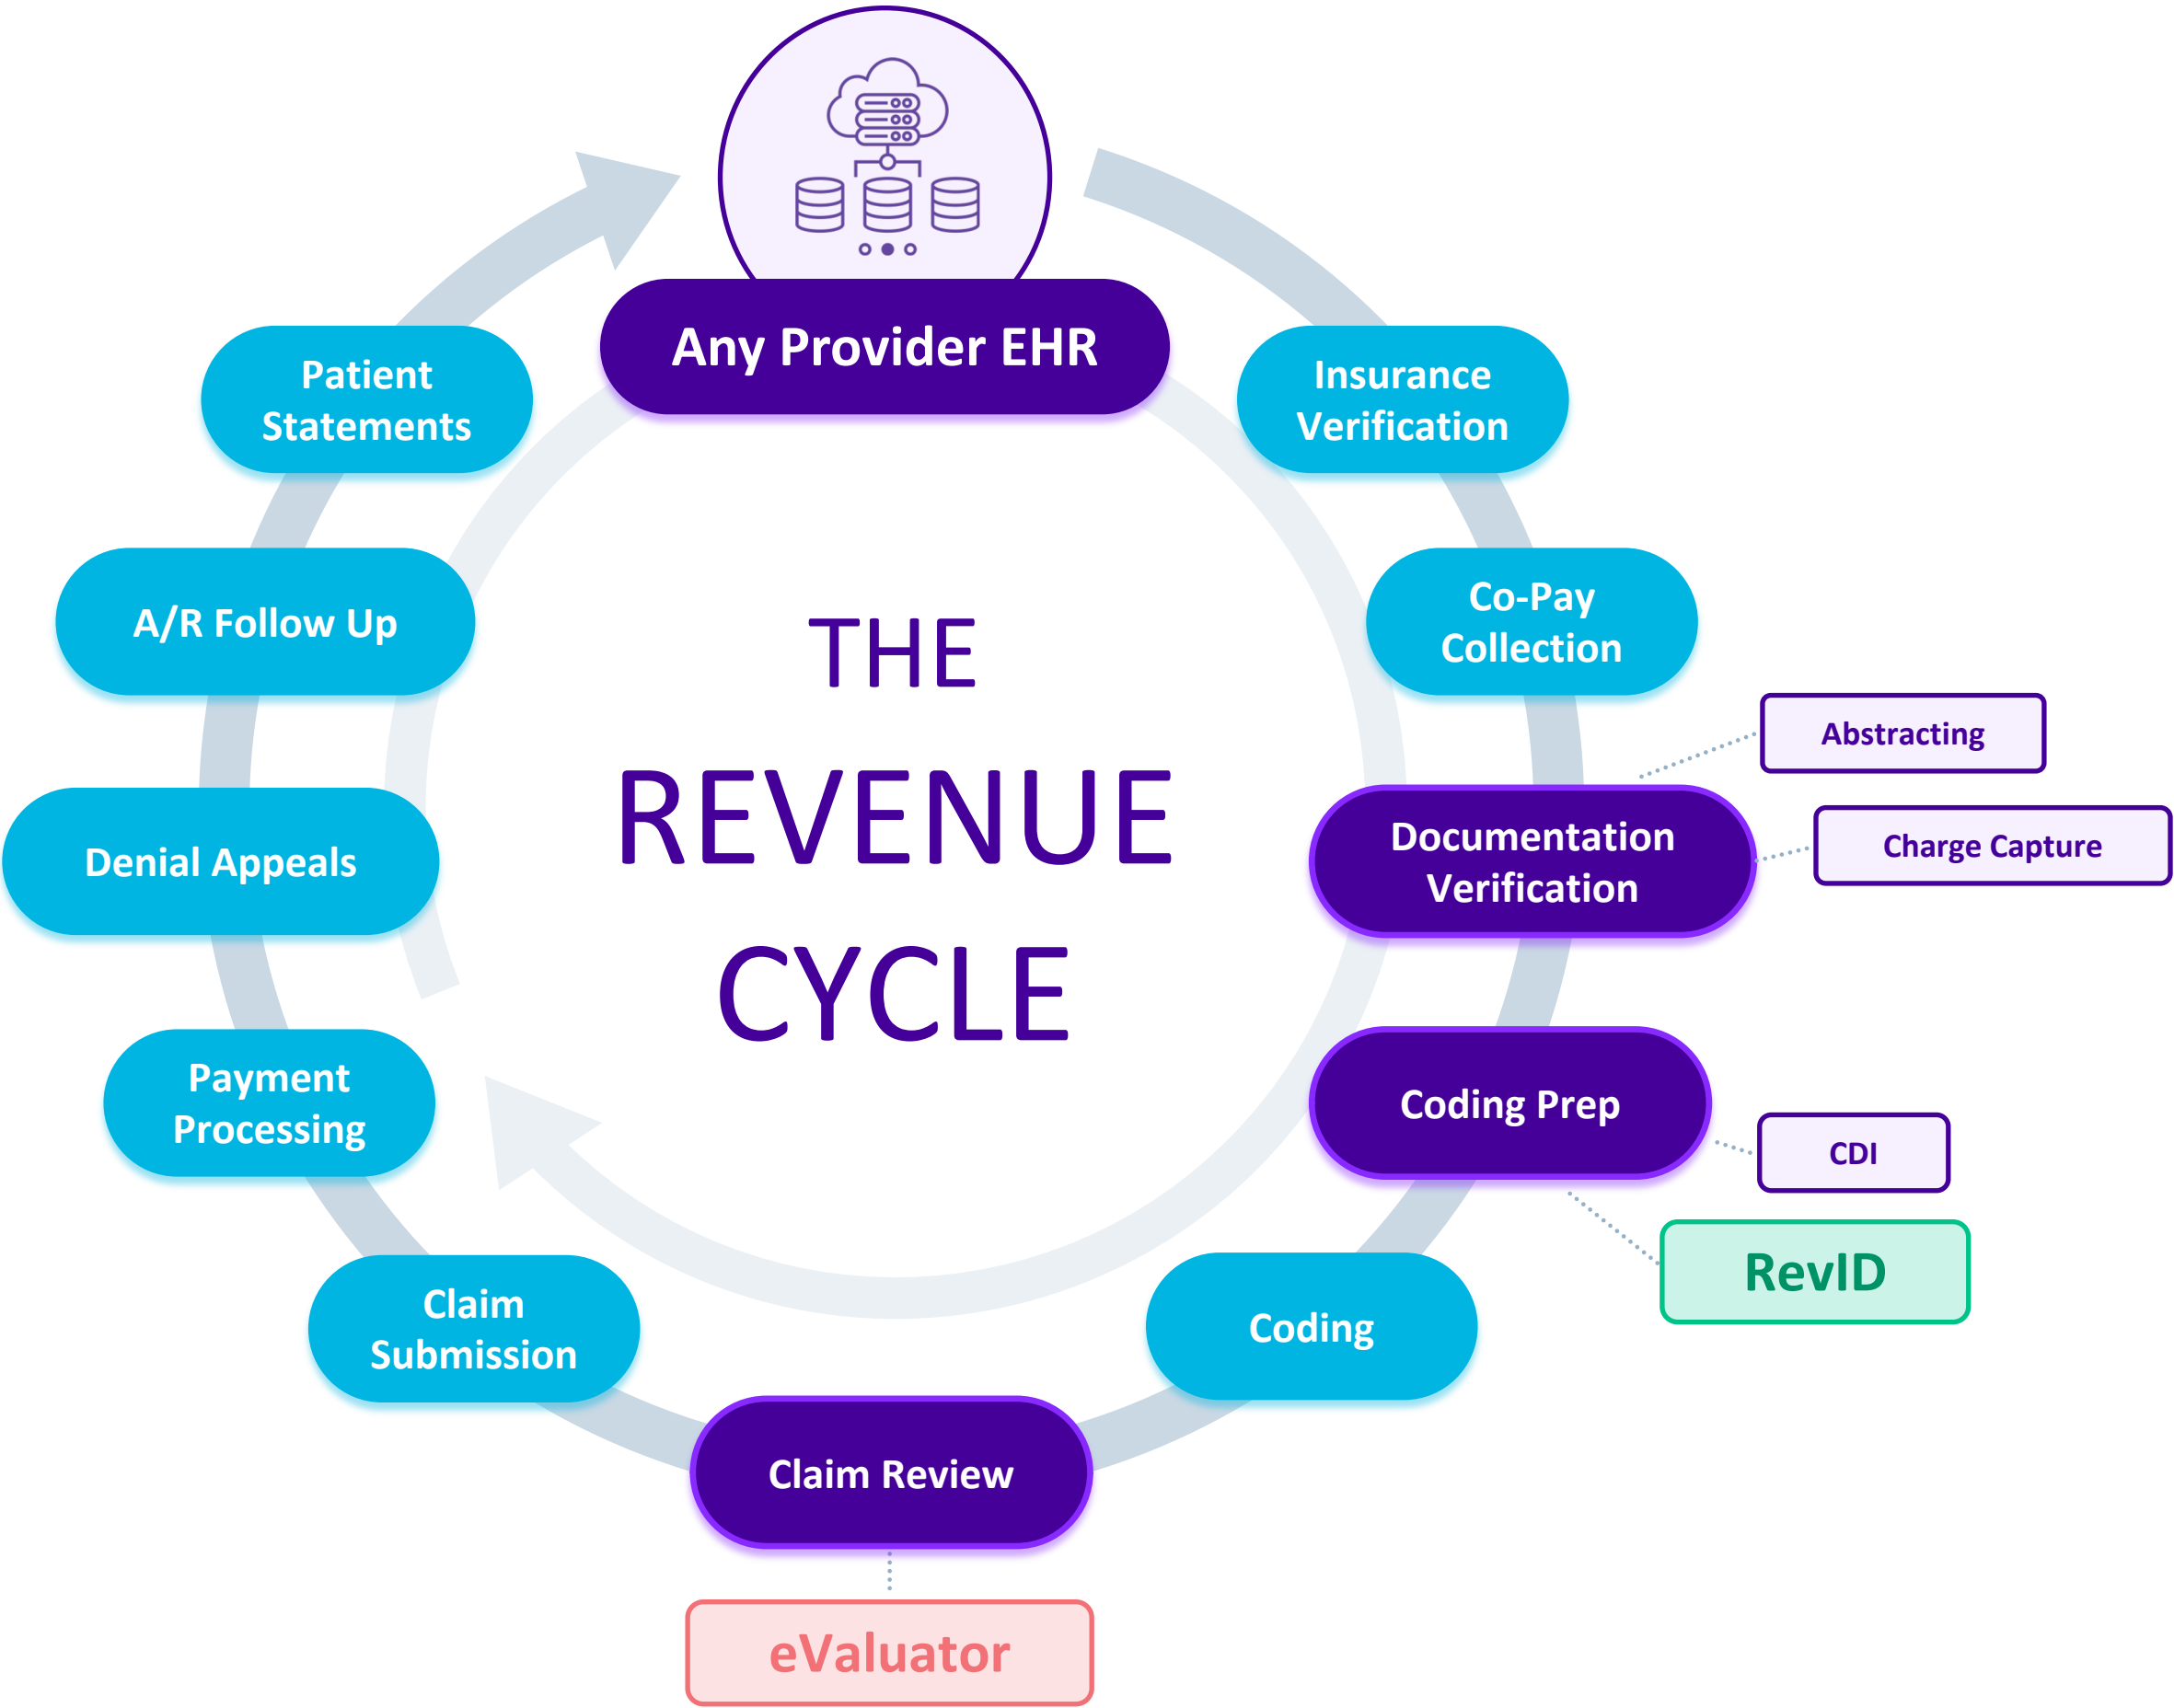 Any Provider EHR
Insurance
Verification
Co-Pay
Collection
Abstracting
Documentation
Verification
Charge Capture
Coding Prep
CDI
RevID
Coding
Claim Review
eValuator
Claim
Submission
Payment
Processing
Denial Appeals
A/R Follow Up
Patient
Statements
THE
REVENUE
CYCLE